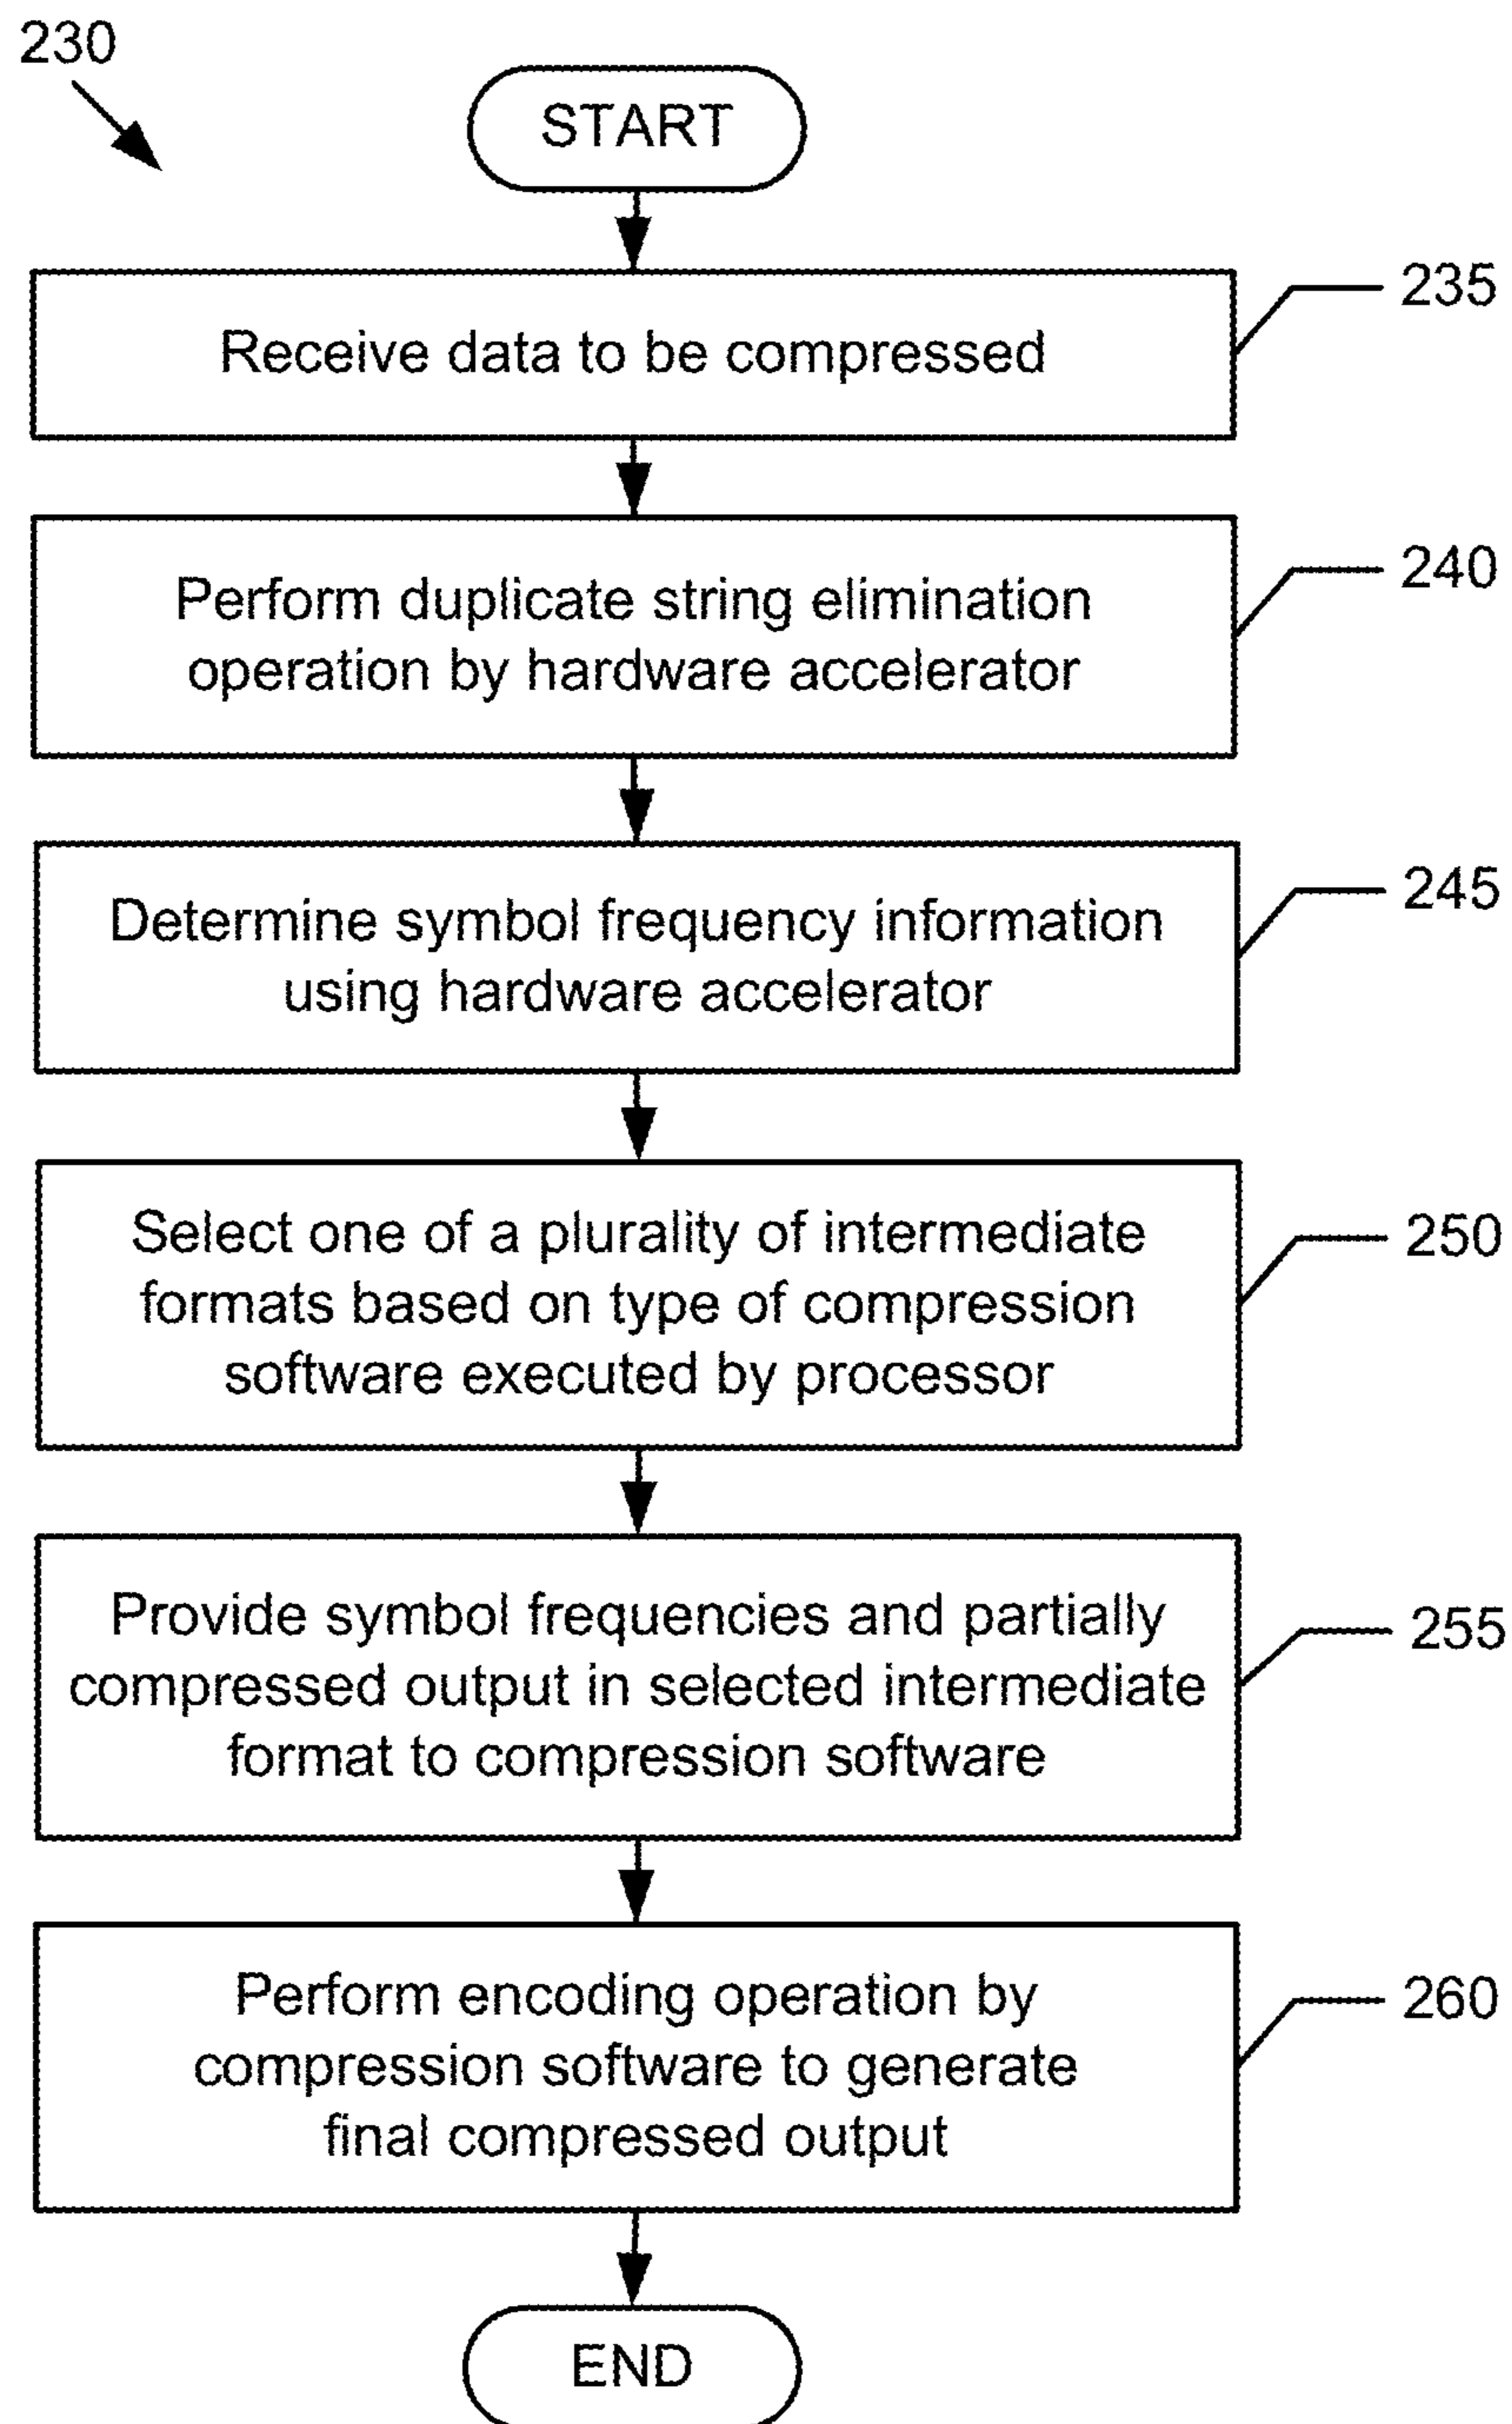 230
START
Receive data to be compressed
235
Perform duplicate string elimination
operation by hardware accelerator
240
Determine symbol frequency information
using hardware accelerator
245
Select one of a plurality of intermediate
formats based on type of compression
software executed by processor
250
Provide symbol frequencies and partially
compressed output in selected intermediate
format to compression software
255
Perform encoding operation by
compression software to generate
final compressed output
260
END